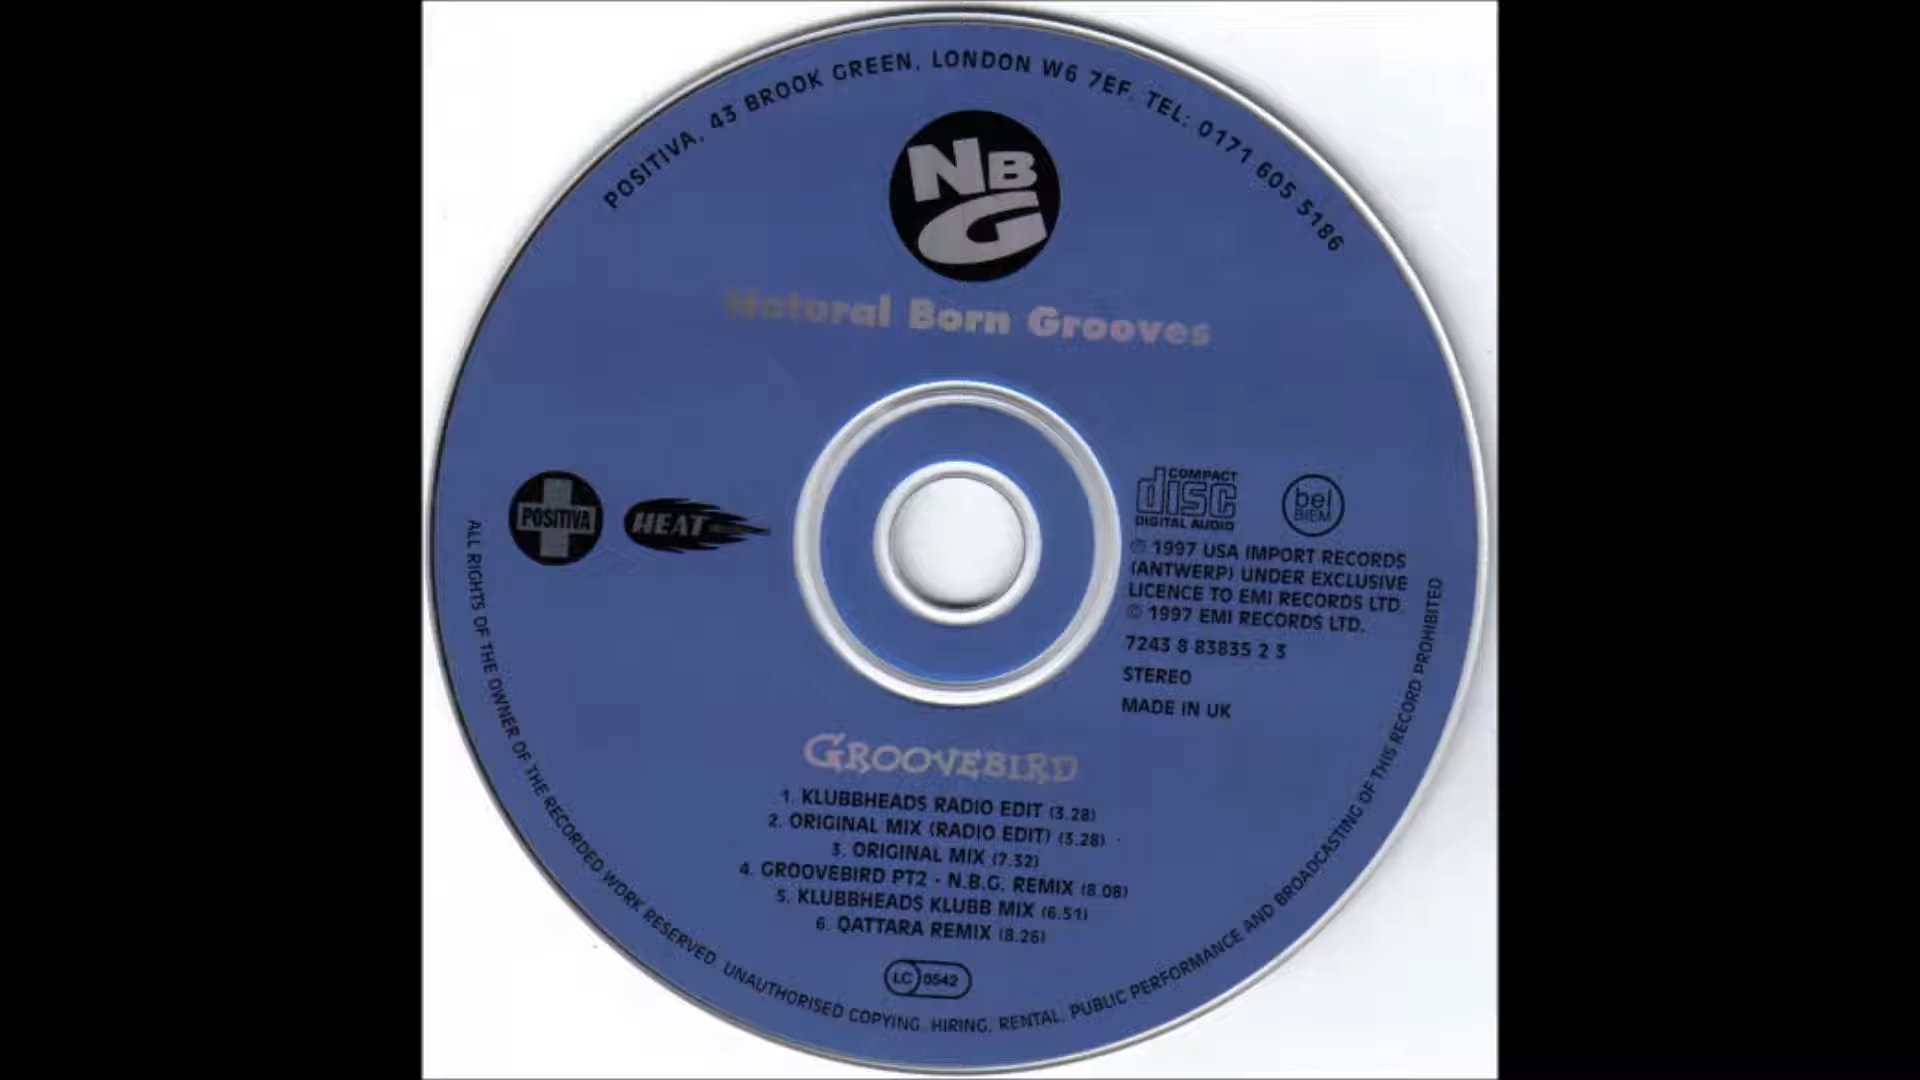 POSITIVA, 43 BROOK GREEN, LONDON W6 7EF. TEL: 0171 605 5186
NBG
Natural Born Grooves
POSITIVA
HEAT
COMPACT
disc
DIGITAL AUDIO
bel
BIEM
℗ 1997 USA IMPORT RECORDS
(ANTWERP) UNDER EXCLUSIVE
LICENCE TO EMI RECORDS LTD.
© 1997 EMI RECORDS LTD.
7243 8 83835 2 3
STEREO
MADE IN UK
GROOVEBIRD
1. KLUBBHEADS RADIO EDIT (3.28)
2. ORIGINAL MIX (RADIO EDIT) (3.28)
3. ORIGINAL MIX (7.32)
4. GROOVEBIRD PT2 - N.B.G. REMIX (8.08)
5. KLUBBHEADS KLUBB MIX (6.51)
6. QATTARA REMIX (8.26)
LC 0542
ALL RIGHTS OF THE OWNER OF THE RECORDED WORK RESERVED. UNAUTHORISED COPYING, HIRING, RENTAL, PUBLIC PERFORMANCE AND BROADCASTING OF THIS RECORD PROHIBITED